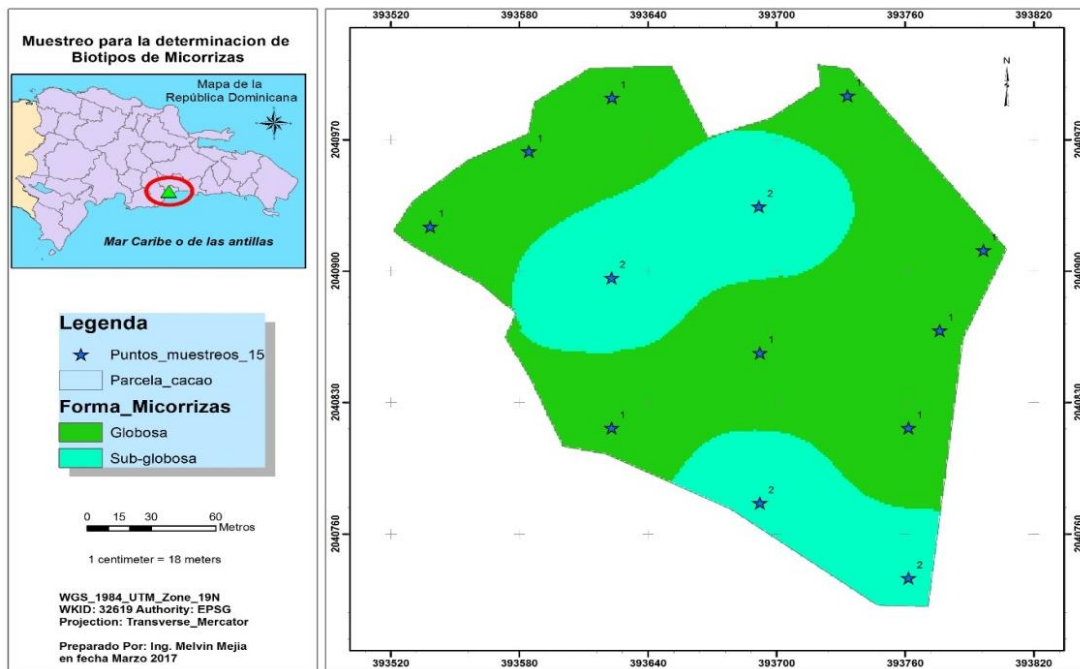 Muestreo para la determinacion de
Biotipos de Micorrizas
Mapa de la
República Dominicana
Mar Caribe o de las antillas
Legenda
Puntos_muestreos_15
Parcela_cacao
Forma_Micorrizas
Globosa
Sub-globosa
0 15 30 60
Metros
1 centimeter = 18 meters
WGS_1984_UTM_Zone_19N
WKID: 32619 Authority: EPSG
Projection: Transverse_Mercator
Preparado Por: Ing. Melvin Mejia
en fecha Marzo 2017
393520 393580 393640 393700 393760 393820
N
1
1
2040970 2040970
1
2
1
1
2040900 2040900
2
1
1
2040830 2040830
1
1
2
2040760 2040760
2
393520 393580 393640 393700 393760 393820